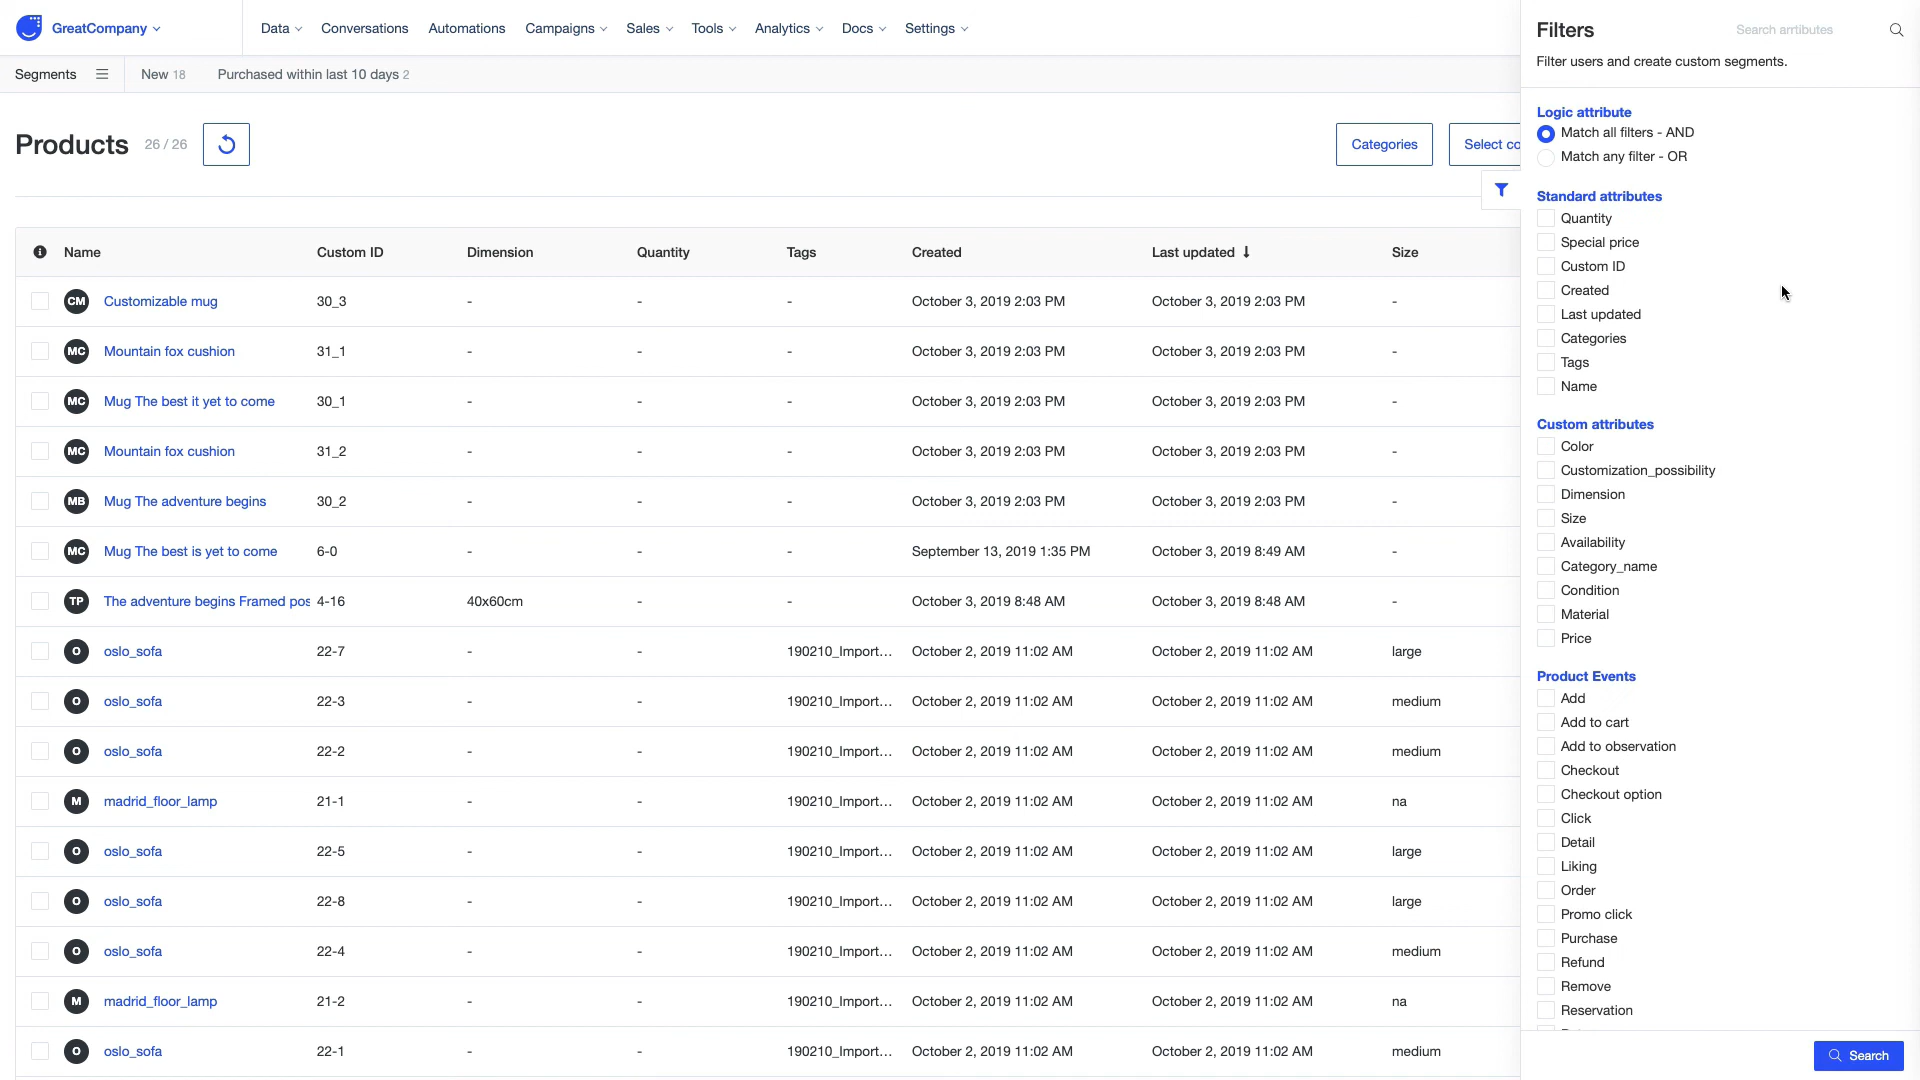 GreatCompany
Data
Conversations
Automations
Campaigns
Sales
Tools
Analytics
Docs
Settings
Segments
New 18
Purchased within last 10 days 2
Products 26 / 26
Categories
Select co
Name Custom ID Dimension Quantity Tags Created Last updated Size
CM Customizable mug 30_3 - - - October 3, 2019 2:03 PM October 3, 2019 2:03 PM -
MC Mountain fox cushion 31_1 - - - October 3, 2019 2:03 PM October 3, 2019 2:03 PM -
MC Mug The best it yet to come 30_1 - - - October 3, 2019 2:03 PM October 3, 2019 2:03 PM -
MC Mountain fox cushion 31_2 - - - October 3, 2019 2:03 PM October 3, 2019 2:03 PM -
MB Mug The adventure begins 30_2 - - - October 3, 2019 2:03 PM October 3, 2019 2:03 PM -
MC Mug The best is yet to come 6-0 - - - September 13, 2019 1:35 PM October 3, 2019 8:49 AM -
TP The adventure begins Framed pos 4-16 40x60cm - - October 3, 2019 8:48 AM October 3, 2019 8:48 AM -
O oslo_sofa 22-7 - - 190210_Import... October 2, 2019 11:02 AM October 2, 2019 11:02 AM large
O oslo_sofa 22-3 - - 190210_Import... October 2, 2019 11:02 AM October 2, 2019 11:02 AM medium
O oslo_sofa 22-2 - - 190210_Import... October 2, 2019 11:02 AM October 2, 2019 11:02 AM medium
M madrid_floor_lamp 21-1 - - 190210_Import... October 2, 2019 11:02 AM October 2, 2019 11:02 AM na
O oslo_sofa 22-5 - - 190210_Import... October 2, 2019 11:02 AM October 2, 2019 11:02 AM large
O oslo_sofa 22-8 - - 190210_Import... October 2, 2019 11:02 AM October 2, 2019 11:02 AM large
O oslo_sofa 22-4 - - 190210_Import... October 2, 2019 11:02 AM October 2, 2019 11:02 AM medium
M madrid_floor_lamp 21-2 - - 190210_Import... October 2, 2019 11:02 AM October 2, 2019 11:02 AM na
O oslo_sofa 22-1 - - 190210_Import... October 2, 2019 11:02 AM October 2, 2019 11:02 AM medium
Filters
Search arrtibutes
Filter users and create custom segments.
Logic attribute
Match all filters - AND
Match any filter - OR
Standard attributes
Quantity
Special price
Custom ID
Created
Last updated
Categories
Tags
Name
Custom attributes
Color
Customization_possibility
Dimension
Size
Availability
Category_name
Condition
Material
Price
Product Events
Add
Add to cart
Add to observation
Checkout
Checkout option
Click
Detail
Liking
Order
Promo click
Purchase
Refund
Remove
Reservation
Search